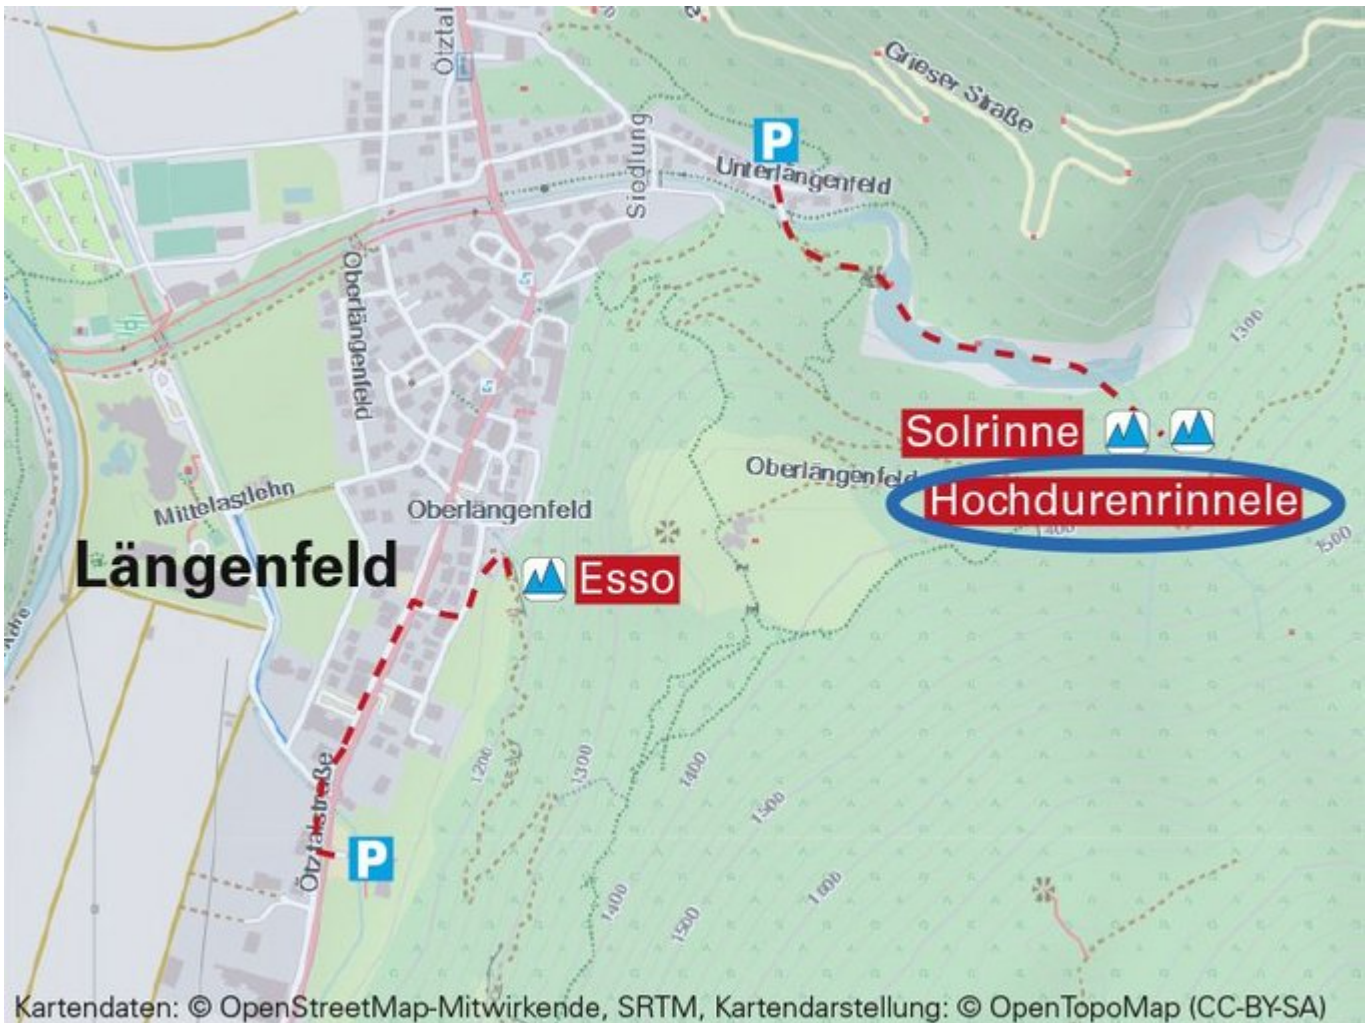 Ötztal
Grieser Straße
P
Siedlung
Unterlängenfeld
Oberlängenfeld
1300
Solrinne
Oberlängenfeld
Hochdurenrinnele
1400
1500
Mittelastlehn
Oberlängenfeld
Längenfeld
Esso
1200
1300
1400
1500
1600
1400
1500
Ötztalstraße
P
Kartendaten: © OpenStreetMap-Mitwirkende, SRTM, Kartendarstellung: © OpenTopoMap (CC-BY-SA)